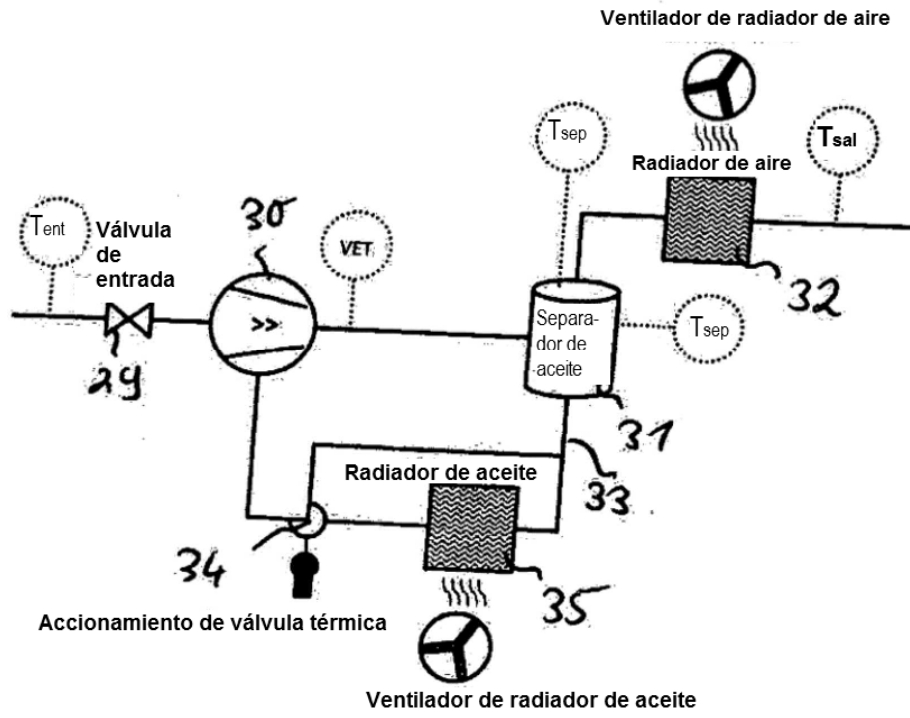 Ventilador de radiador de aire
Tsep
Radiador de aire
Tsal
Tent
Válvula
de
entrada
30
VET
32
Separa-
dor de
aceite
Tsep
29
31
Radiador de aceite
33
34
35
Accionamiento de válvula térmica
Ventilador de radiador de aceite
>>